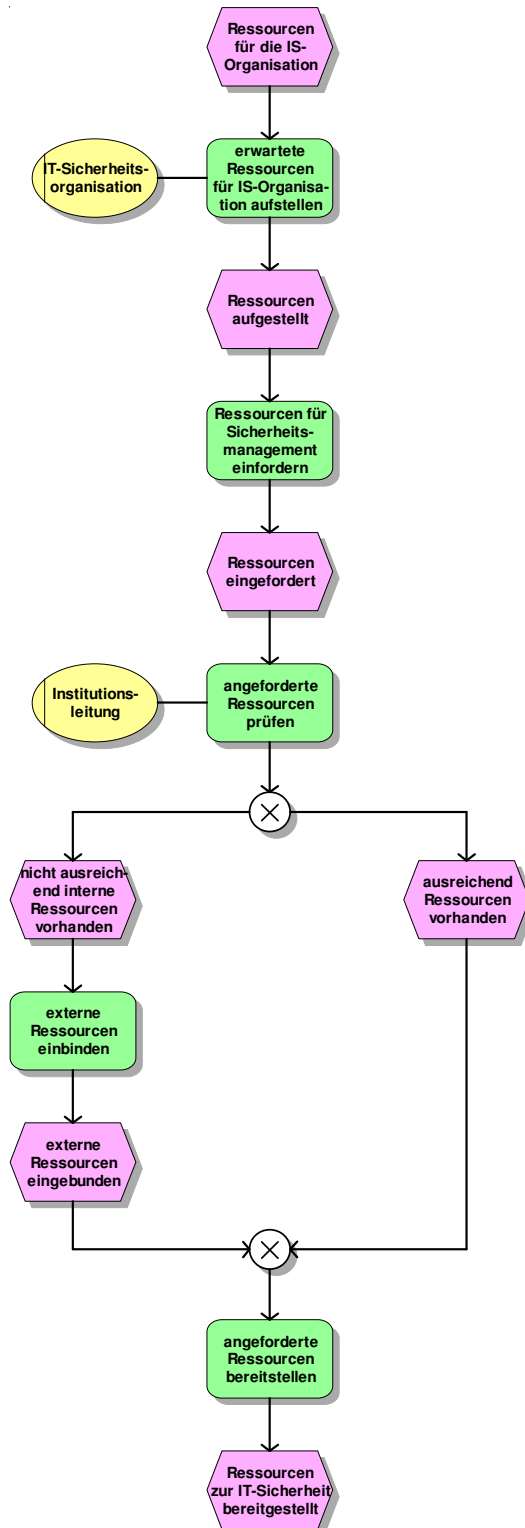 Ressourcen
für die IS-
Organisation
IT-Sicherheits-
organisation
erwartete
Ressourcen
für IS-Organisa-
tion aufstellen
Ressourcen
aufgestellt
Ressourcen für
Sicherheits-
management
einfordern
Ressourcen
eingefordert
Institutions-
leitung
angeforderte
Ressourcen
prüfen
nicht ausreich-
end interne
Ressourcen
vorhanden
ausreichend
Ressourcen
vorhanden
externe
Ressourcen
einbinden
externe
Ressourcen
eingebunden
angeforderte
Ressourcen
bereitstellen
Ressourcen
zur IT-Sicherheit
bereitgestellt